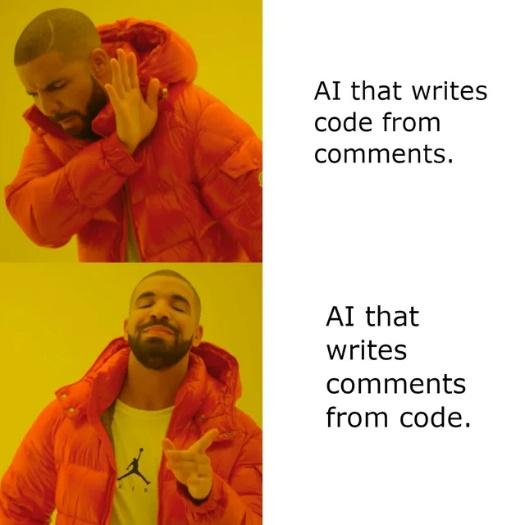 AI that writes
code from
comments.
AI that
writes
comments
from code.